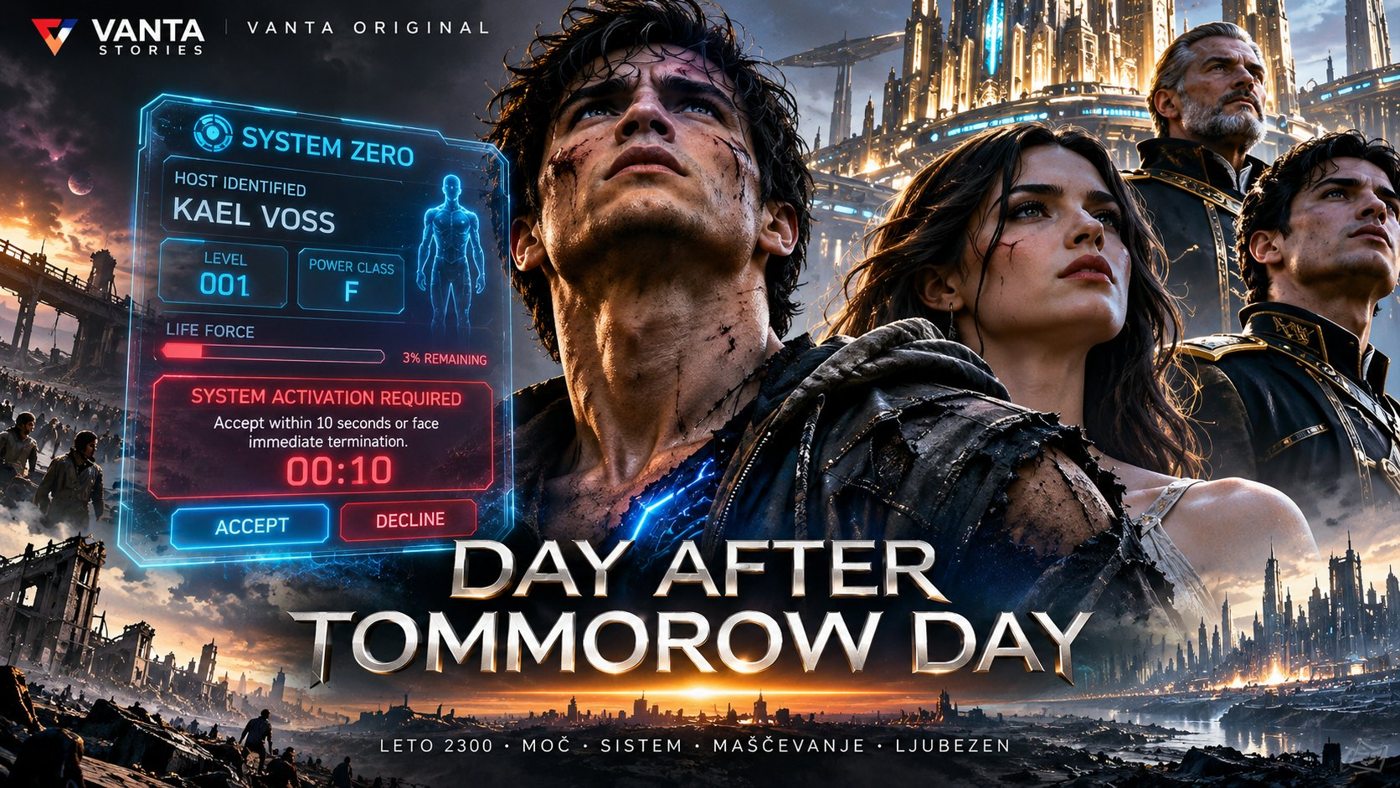 VANTA
STORIES
VANTA ORIGINAL
SYSTEM ZERO
HOST IDENTIFIED
KAEL VOSS
LEVEL
001
POWER CLASS
F
LIFE FORCE
3% REMAINING
SYSTEM ACTIVATION REQUIRED
Accept within 10 seconds or face
immediate termination.
00:10
ACCEPT
DECLINE
DAY AFTER
TOMMOROW DAY
LETO 2300 · MOČ · SISTEM · MAŠČEVANJE · LJUBEZEN